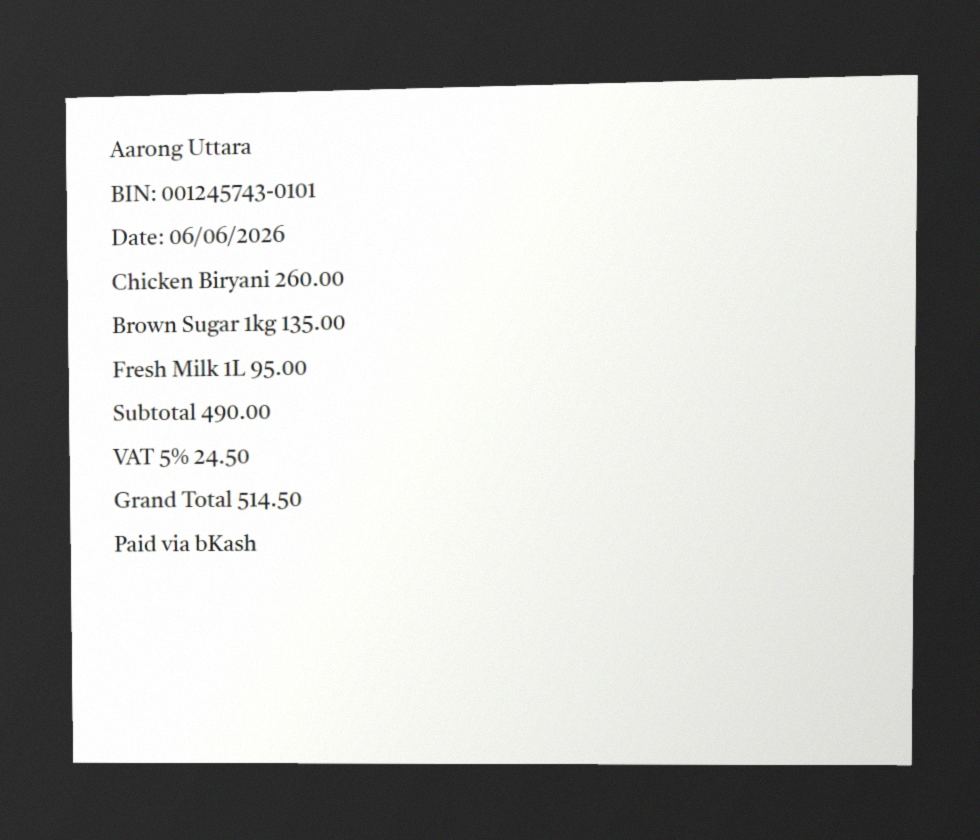 Aarong Uttara
BIN: 001245743-0101
Date: 06/06/2026
Chicken Biryani 260.00
Brown Sugar 1kg 135.00
Fresh Milk 1L 95.00
Subtotal 490.00
VAT 5% 24.50
Grand Total 514.50
Paid via bKash